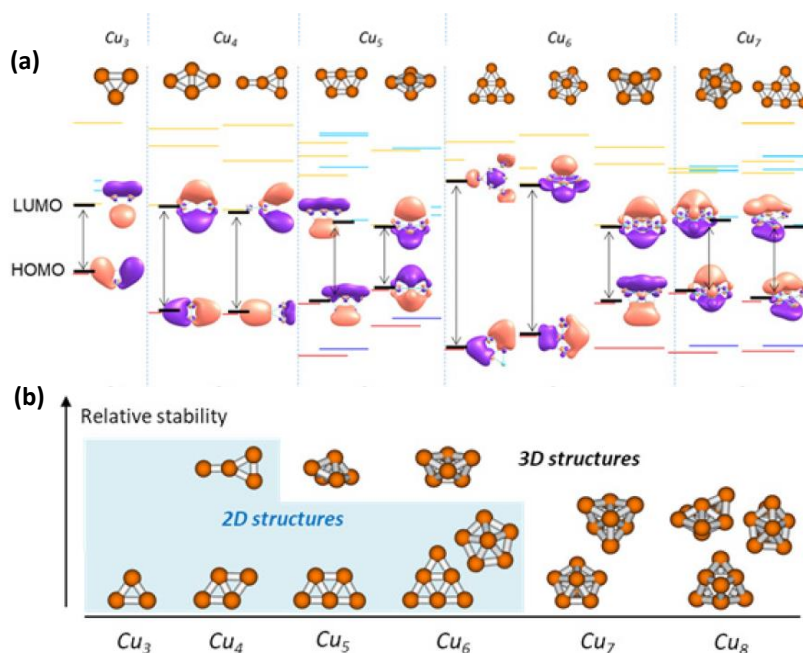 Cu₃ Cu₄ Cu₅ Cu₆ Cu₇
(a)
LUMO
HOMO
(b)
Relative stability
3D structures
2D structures
Cu₃ Cu₄ Cu₅ Cu₆ Cu₇ Cu₈